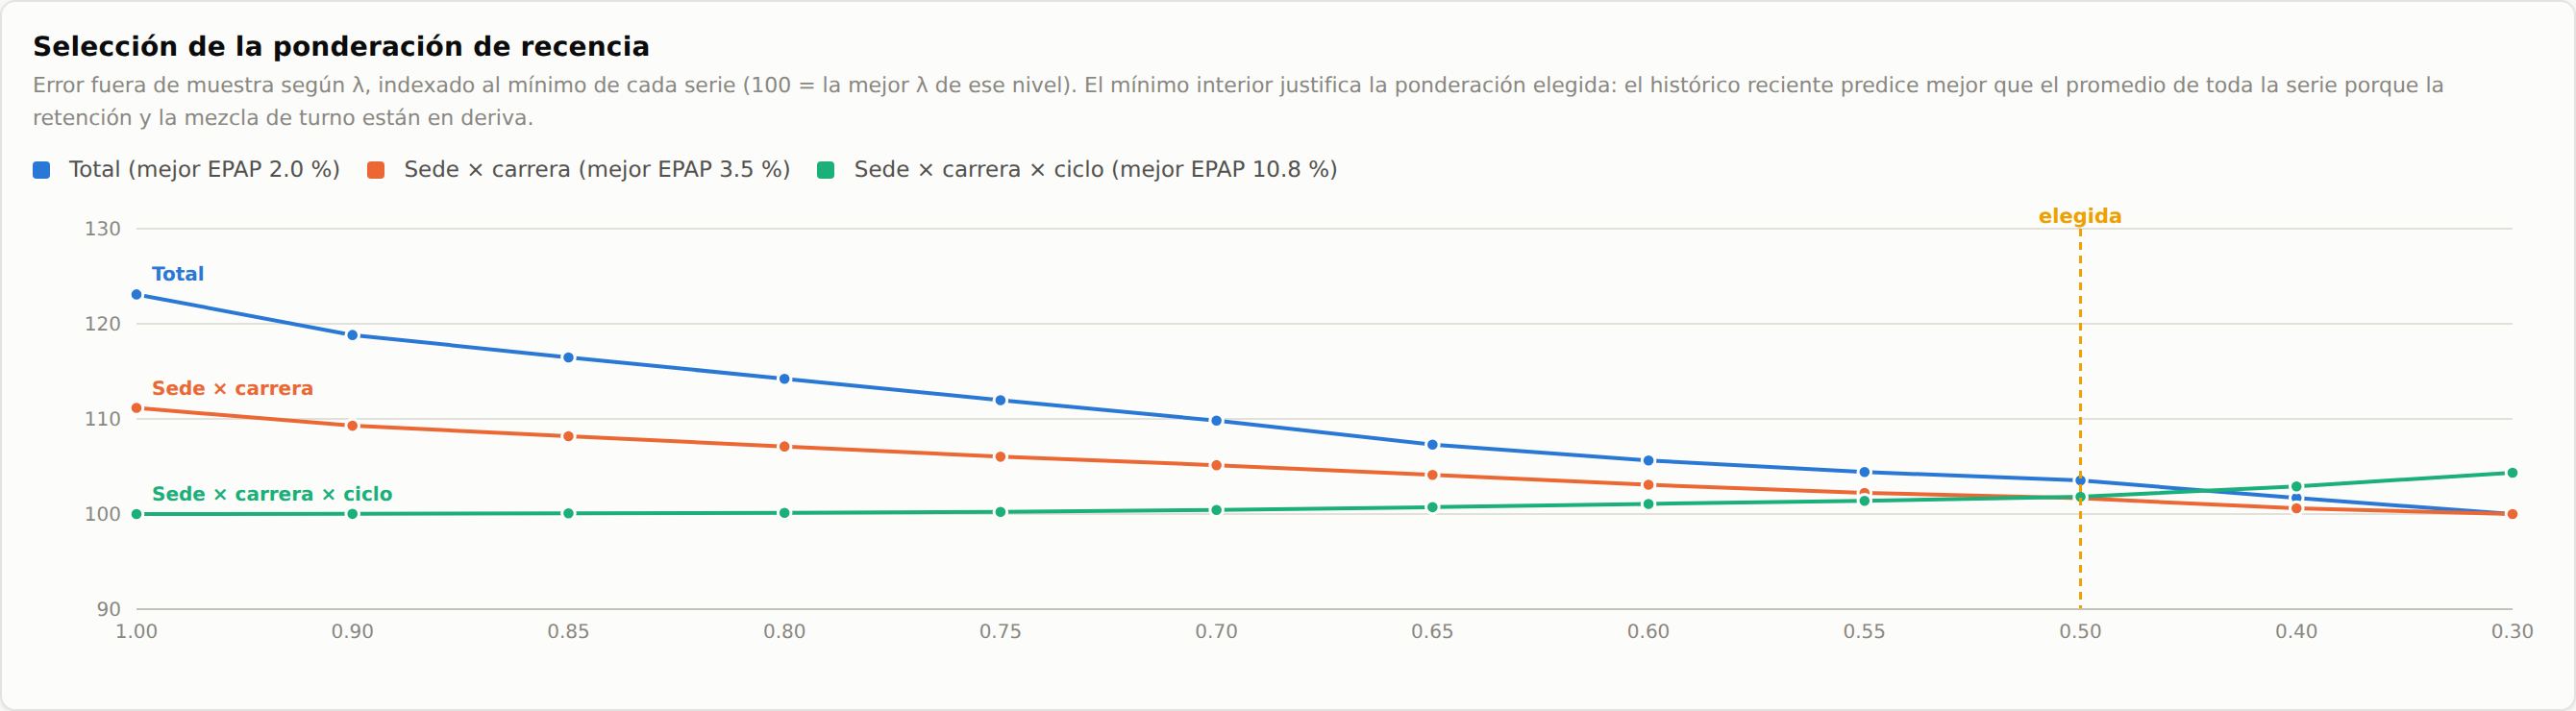 Selección de la ponderación de recencia
Error fuera de muestra según λ, indexado al mínimo de cada serie (100 = la mejor λ de ese nivel). El mínimo interior justifica la ponderación elegida: el histórico reciente predice mejor que el promedio de toda la serie porque la
retención y la mezcla de turno están en deriva.
Total (mejor EPAP 2.0 %) Sede × carrera (mejor EPAP 3.5 %) Sede × carrera × ciclo (mejor EPAP 10.8 %)
elegida
130
Total
120
Sede × carrera
110
Sede × carrera × ciclo
100
90
1.00 0.90 0.85 0.80 0.75 0.70 0.65 0.60 0.55 0.50 0.40 0.30